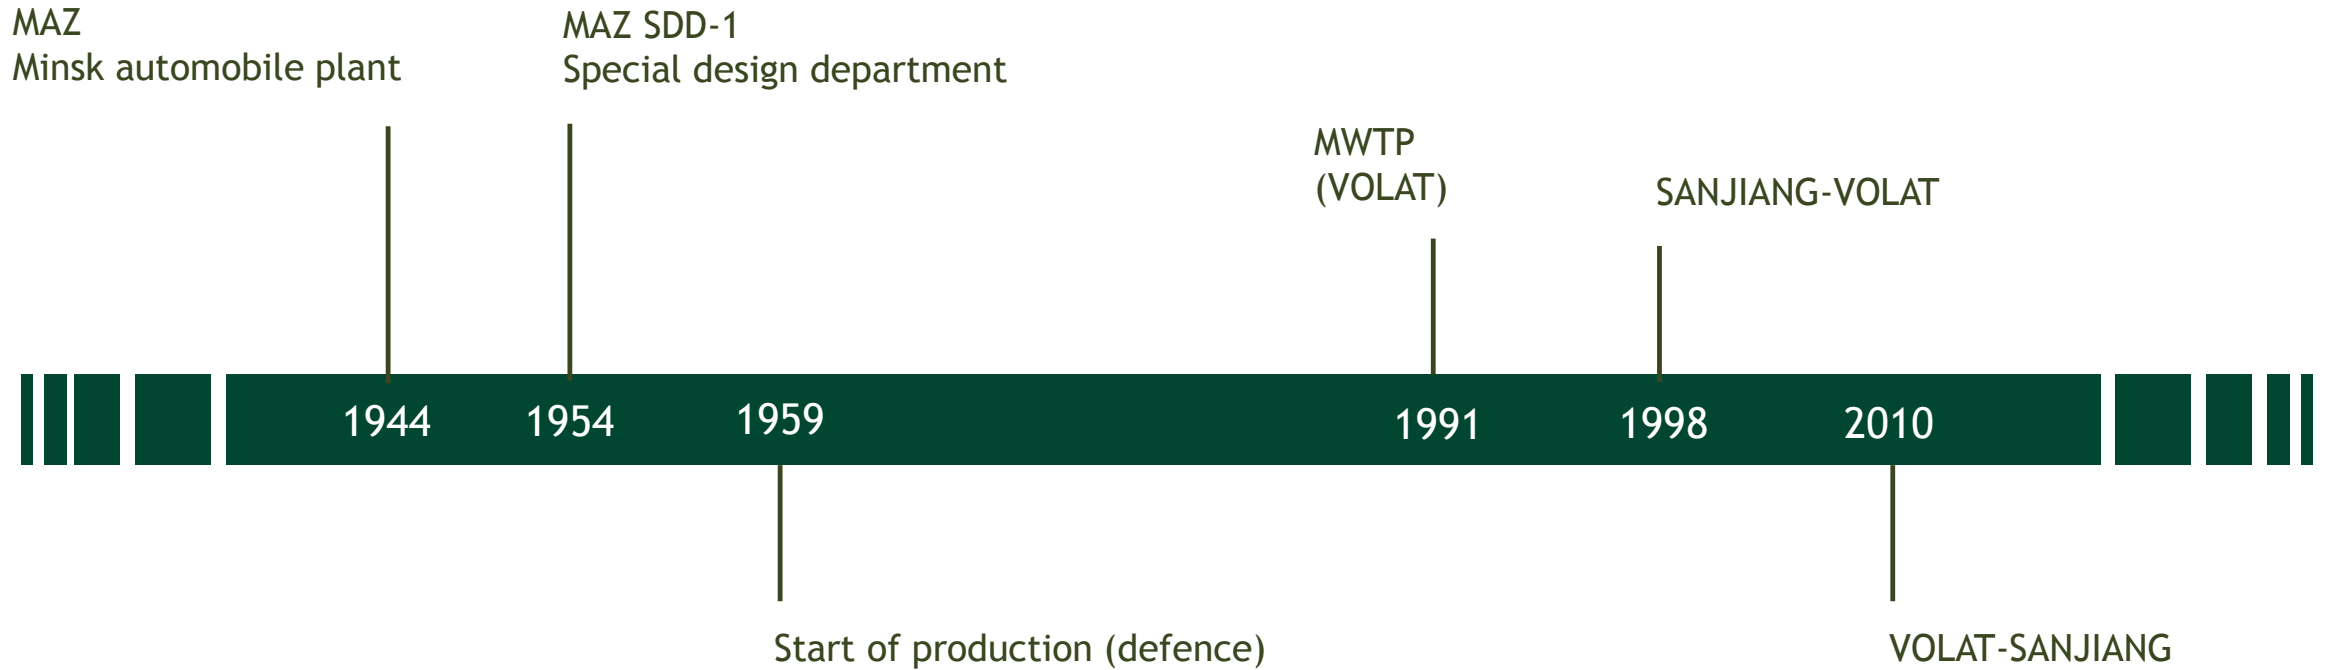 MAZ
Minsk automobile plant
MAZ SDD-1
Special design department
MWTP
(VOLAT)
SANJIANG-VOLAT
1944
1954
1959
1991
1998
2010
Start of production (defence)
VOLAT-SANJIANG